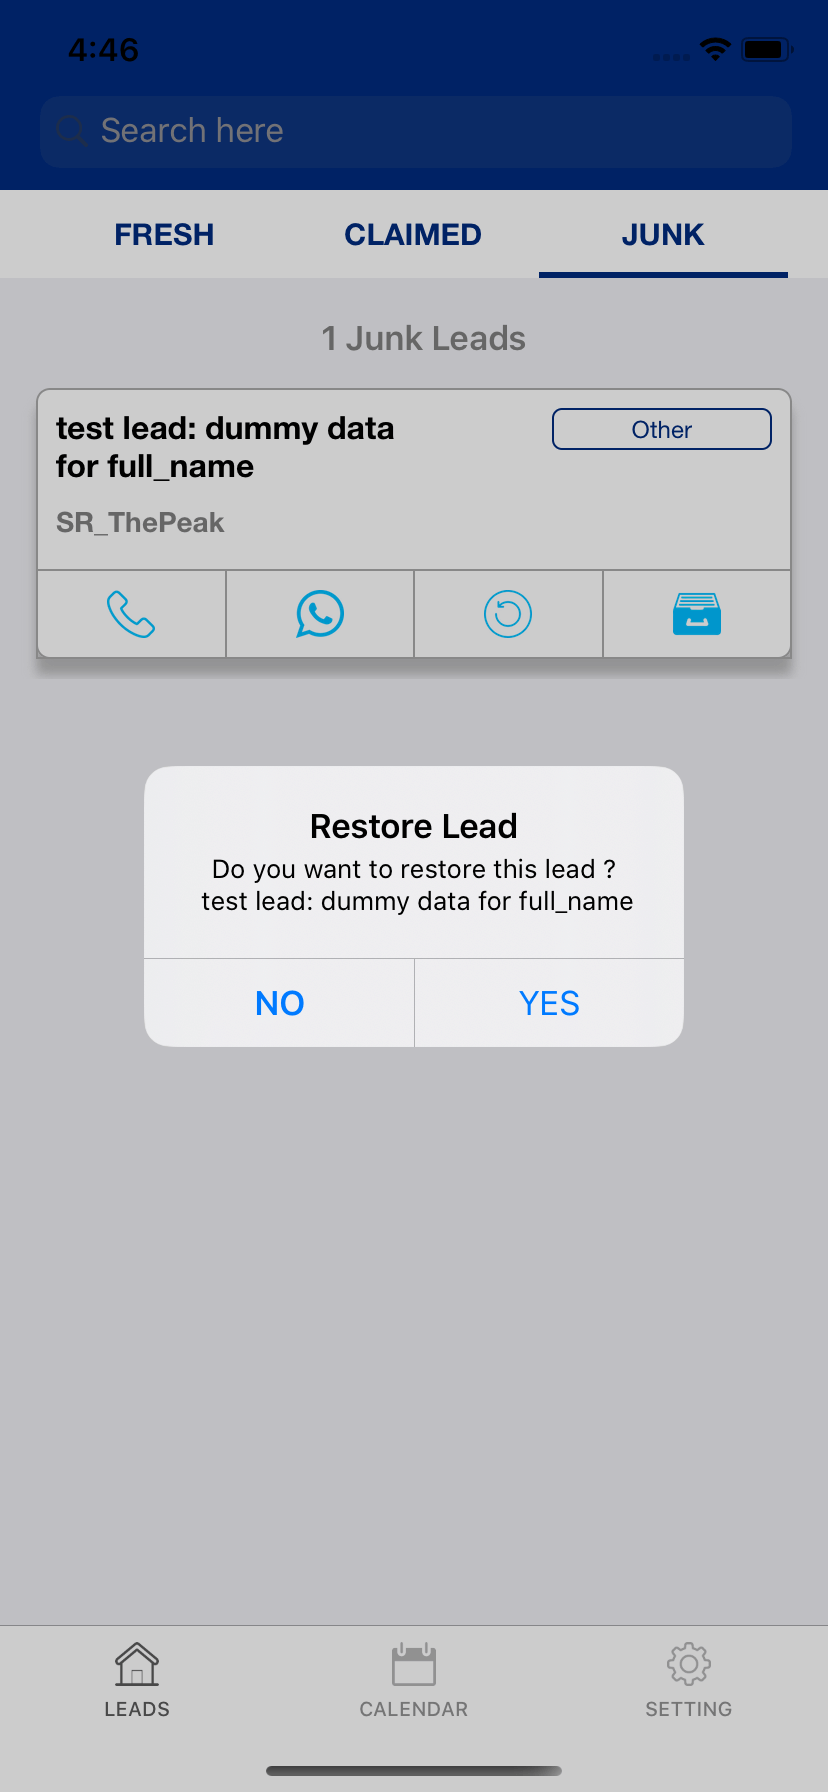 4:46
Search here
FRESH
CLAIMED
JUNK
1 Junk Leads
test lead: dummy data
for full_name
Other
SR_ThePeak
Restore Lead
Do you want to restore this lead ?
test lead: dummy data for full_name
NO
YES
LEADS
CALENDAR
SETTING